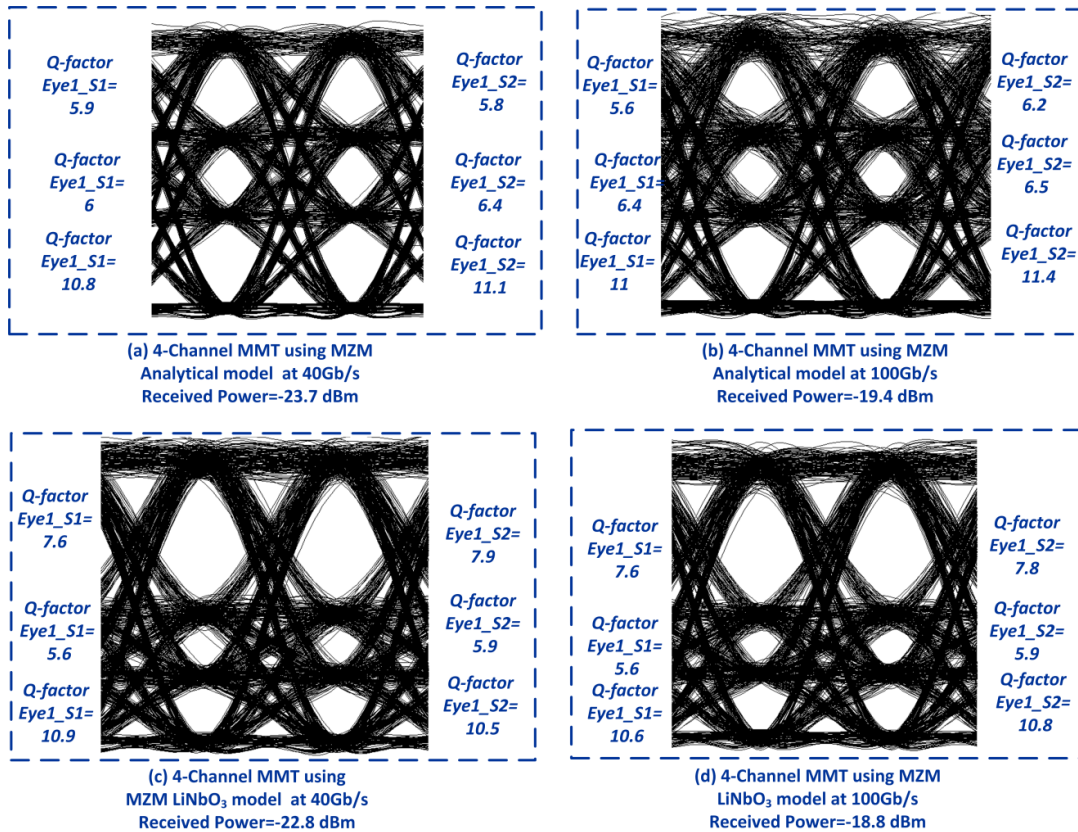 Q-factor
Eye1_S1=
5.9
Q-factor
Eye1_S1=
6
Q-factor
Eye1_S1=
10.8
Q-factor
Eye1_S2=
5.8
Q-factor
Eye1_S2=
6.4
Q-factor
Eye1_S2=
11.1
(a) 4-Channel MMT using MZM
Analytical model at 40Gb/s
Received Power=-23.7 dBm
Q-factor
Eye1_S1=
5.6
Q-factor
Eye1_S1=
6.4
Q-factor
Eye1_S1=
11
Q-factor
Eye1_S2=
6.2
Q-factor
Eye1_S2=
6.5
Q-factor
Eye1_S2=
11.4
(b) 4-Channel MMT using MZM
Analytical model at 100Gb/s
Received Power=-19.4 dBm
Q-factor
Eye1_S1=
7.6
Q-factor
Eye1_S1=
5.6
Q-factor
Eye1_S1=
10.9
Q-factor
Eye1_S2=
7.9
Q-factor
Eye1_S2=
5.9
Q-factor
Eye1_S2=
10.5
(c) 4-Channel MMT using
MZM LiNbO₃ model at 40Gb/s
Received Power=-22.8 dBm
Q-factor
Eye1_S1=
7.6
Q-factor
Eye1_S1=
5.6
Q-factor
Eye1_S1=
10.6
Q-factor
Eye1_S2=
7.8
Q-factor
Eye1_S2=
5.9
Q-factor
Eye1_S2=
10.8
(d) 4-Channel MMT using MZM
LiNbO₃ model at 100Gb/s
Received Power=-18.8 dBm